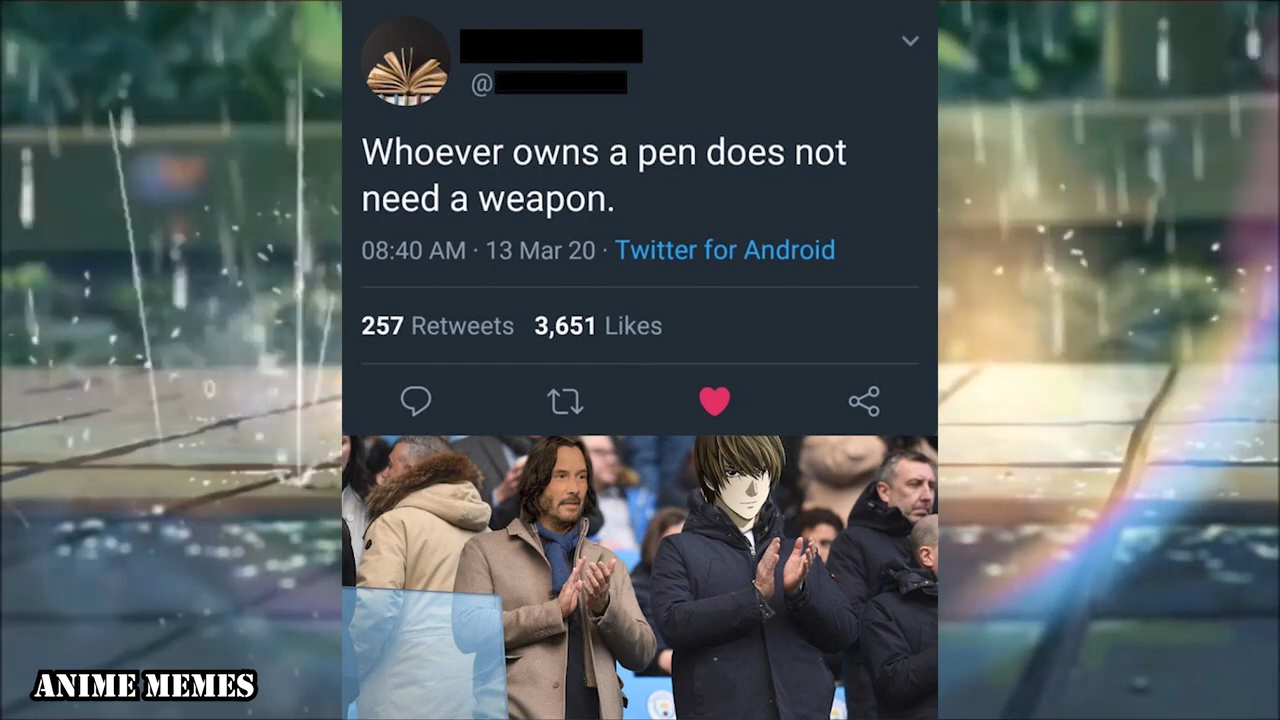 @
Whoever owns a pen does not
need a weapon.
08:40 AM · 13 Mar 20 · Twitter for Android
257 Retweets 3,651 Likes
ANIME MEMES